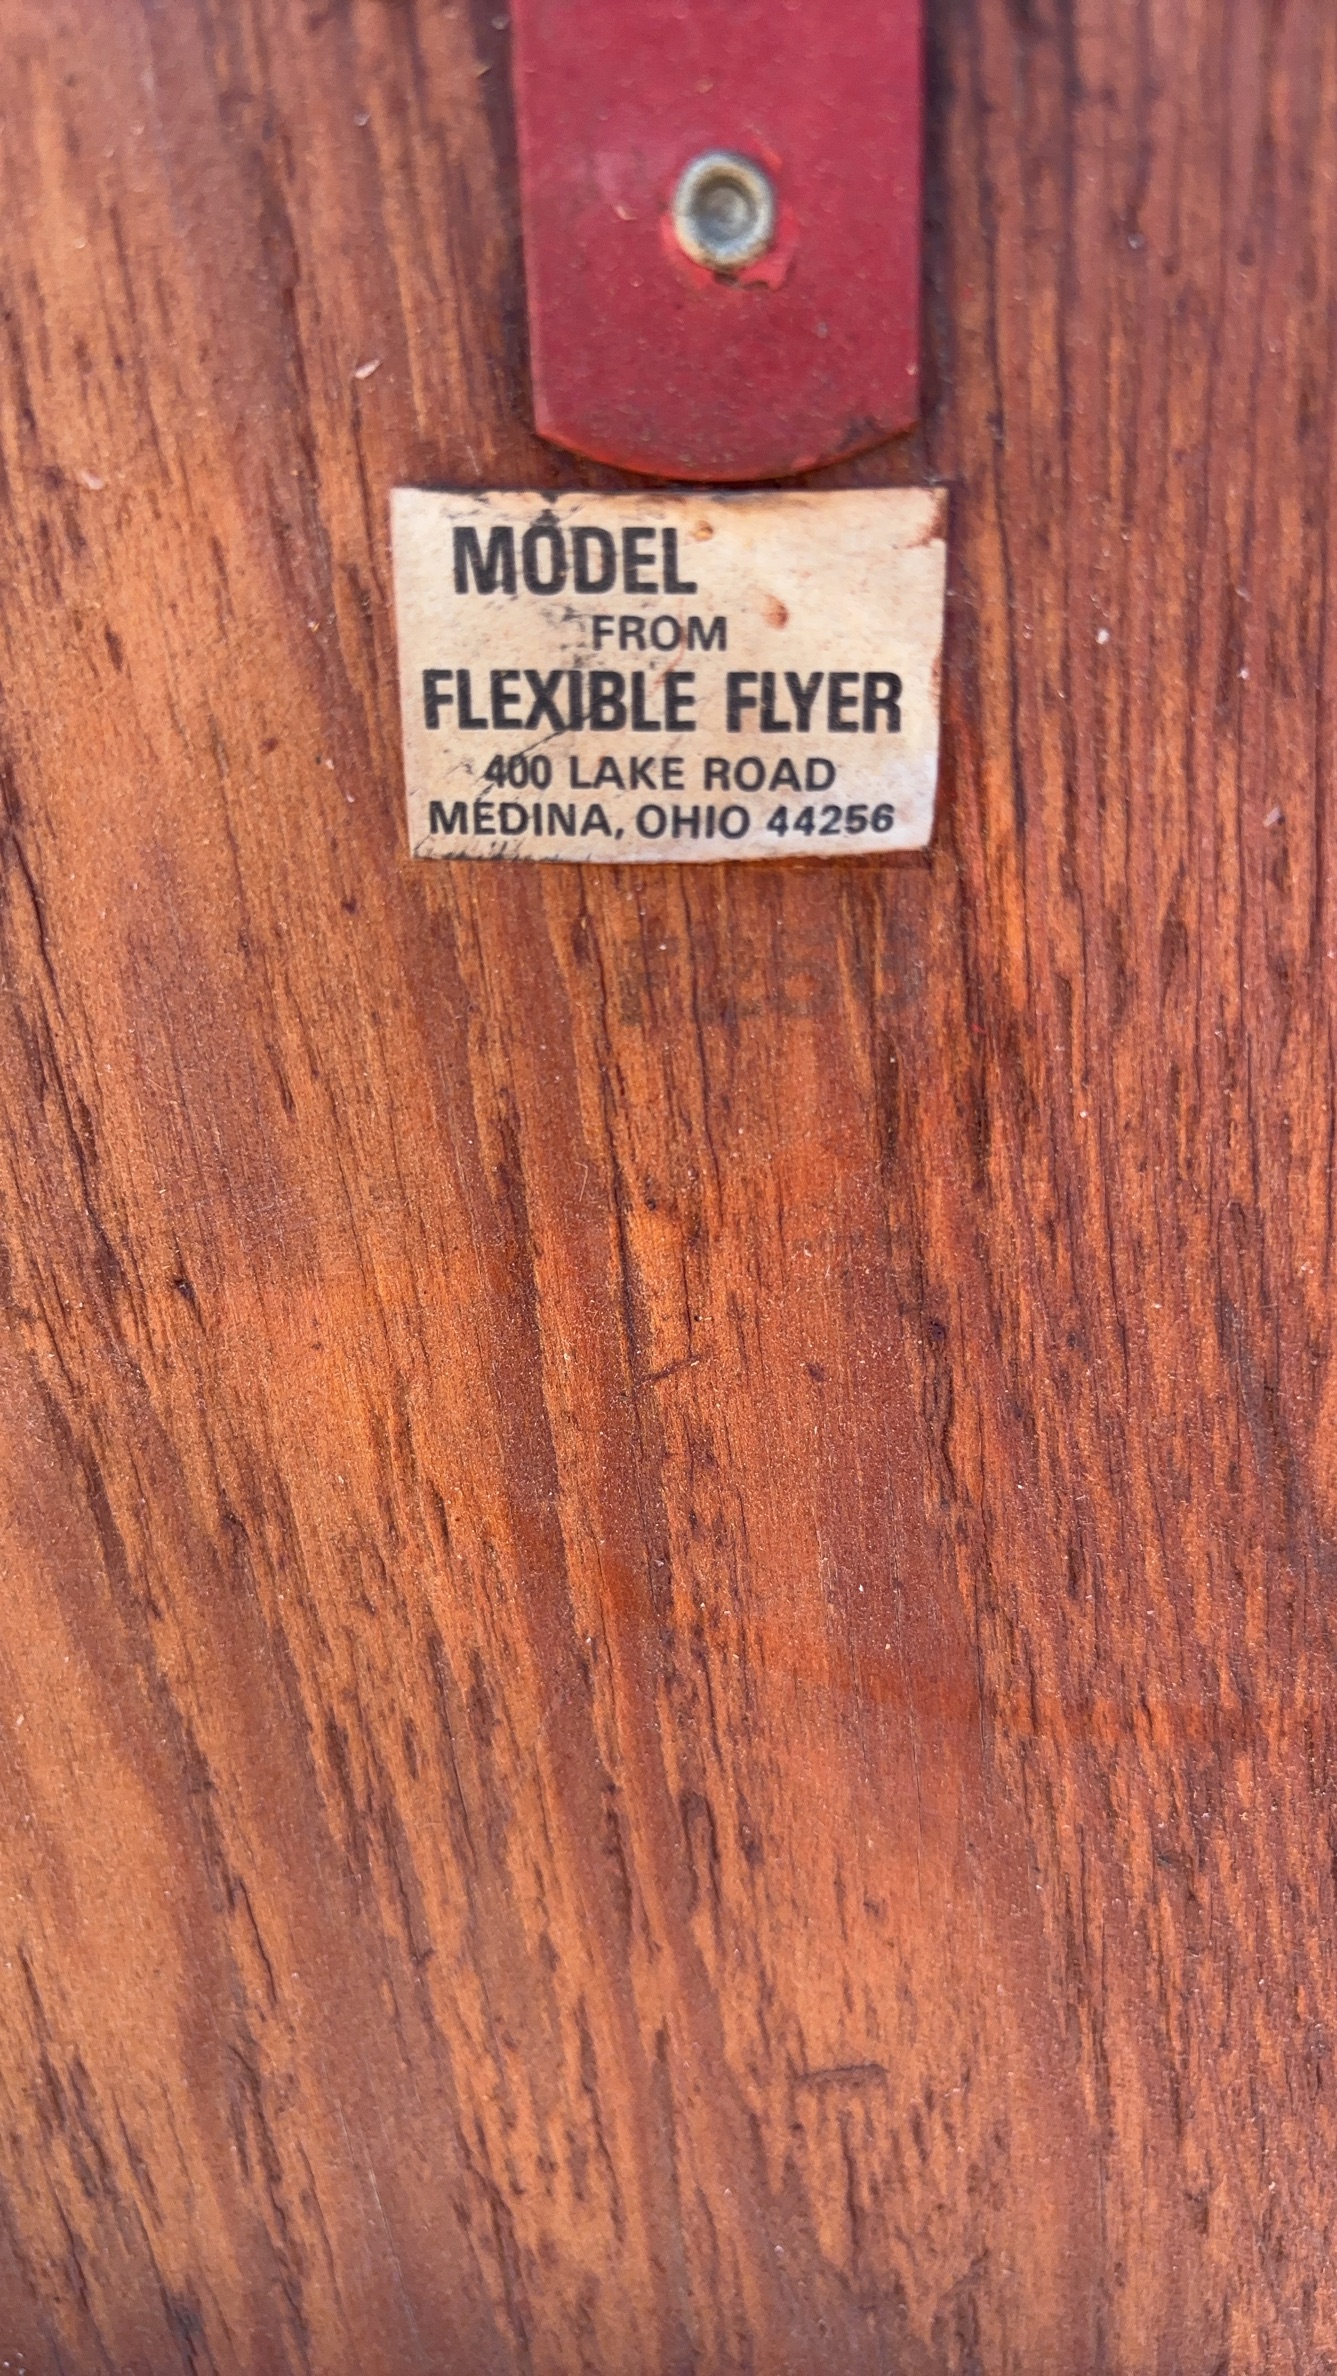 MODEL
FROM
FLEXIBLE FLYER
400 LAKE ROAD
MEDINA, OHIO 44256